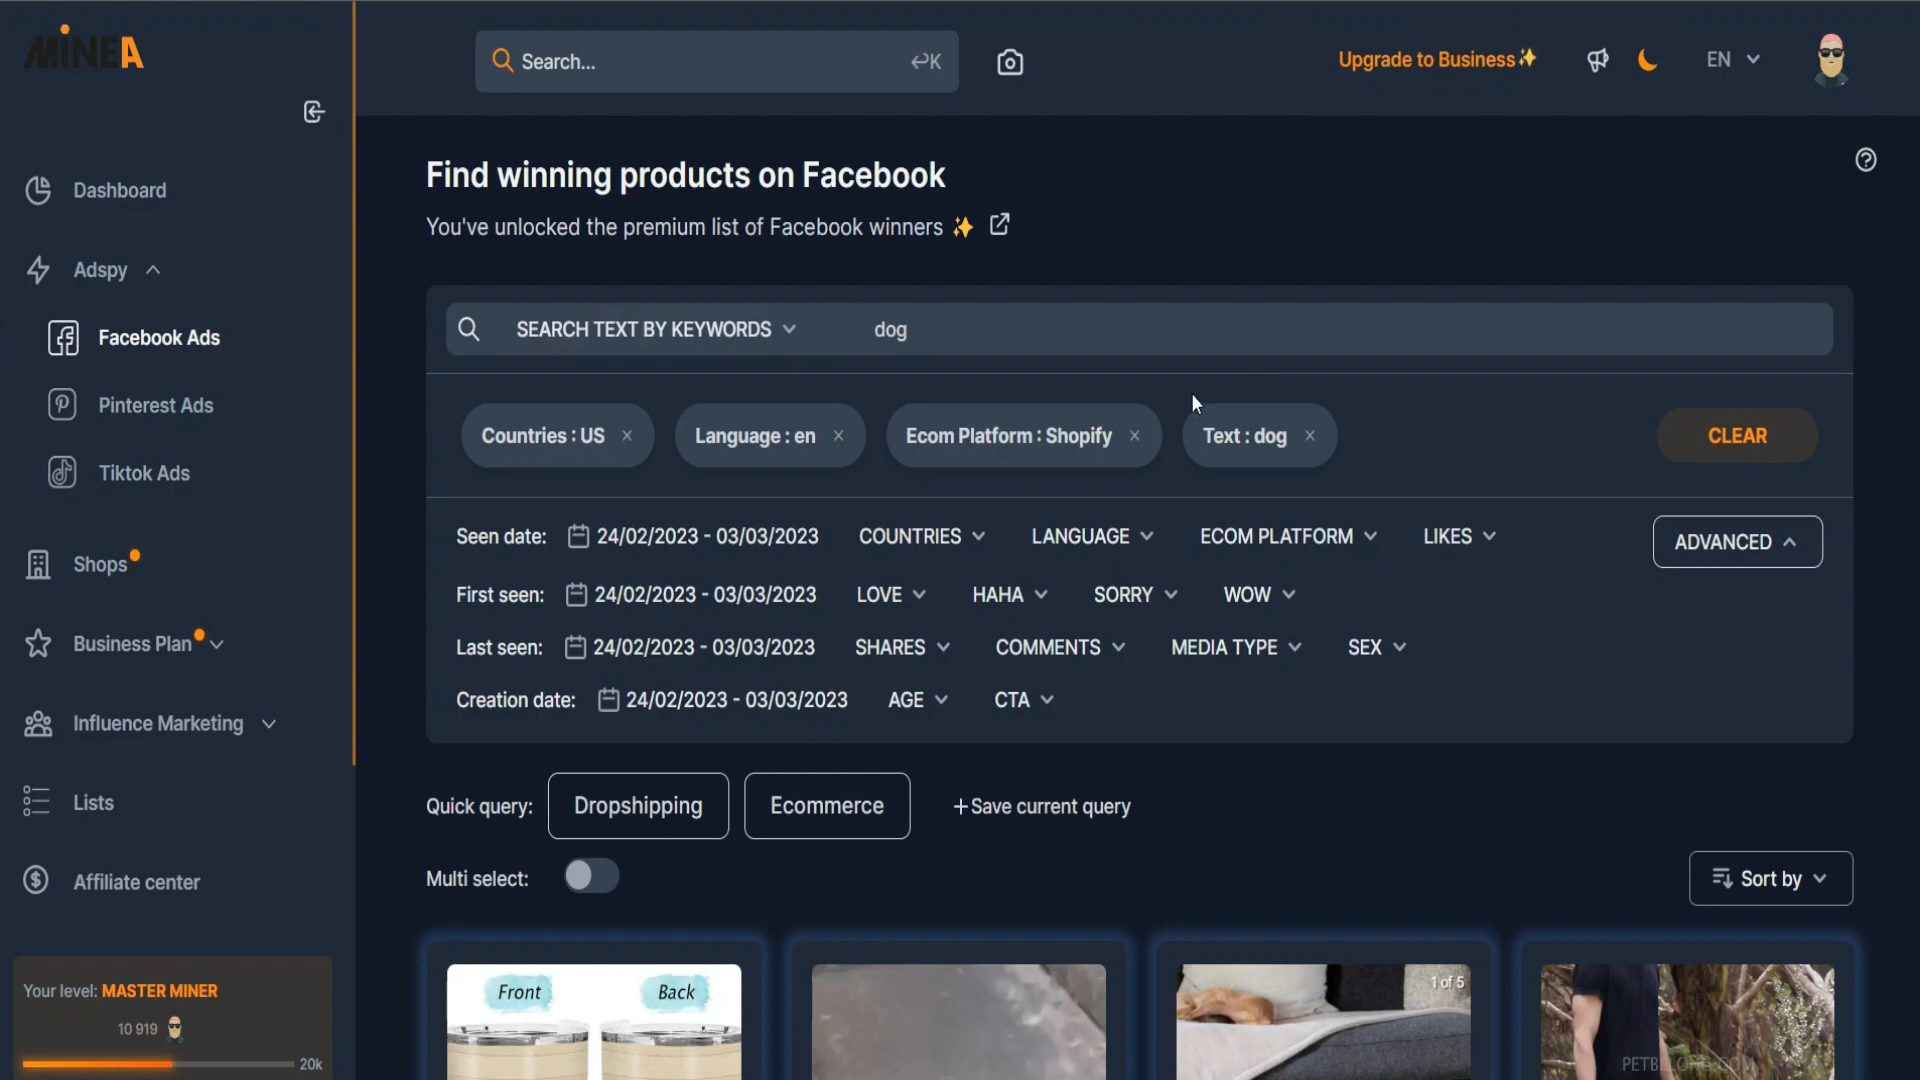 MINEA
Search...
K
Upgrade to Business
EN
Dashboard
Adspy
Facebook Ads
Pinterest Ads
Tiktok Ads
Shops
Business Plan
Influence Marketing
Lists
Affiliate center
Your level: MASTER MINER
10 919
20k
Find winning products on Facebook
You've unlocked the premium list of Facebook winners
SEARCH TEXT BY KEYWORDS dog
Countries : US × Language : en × Ecom Platform : Shopify × Text : dog × CLEAR
Seen date: 24/02/2023 - 03/03/2023 COUNTRIES LANGUAGE ECOM PLATFORM LIKES ADVANCED
First seen: 24/02/2023 - 03/03/2023 LOVE HAHA SORRY WOW
Last seen: 24/02/2023 - 03/03/2023 SHARES COMMENTS MEDIA TYPE SEX
Creation date: 24/02/2023 - 03/03/2023 AGE CTA
Quick query: Dropshipping Ecommerce +Save current query
Multi select:
Sort by
Front Back
1 of 5